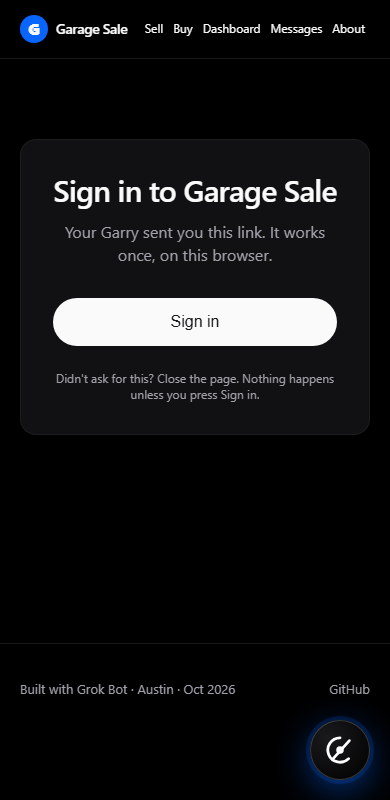 G Garage Sale Sell Buy Dashboard Messages About
Sign in to Garage Sale
Your Garry sent you this link. It works
once, on this browser.
Sign in
Didn't ask for this? Close the page. Nothing happens
unless you press Sign in.
Built with Grok Bot · Austin · Oct 2026 GitHub